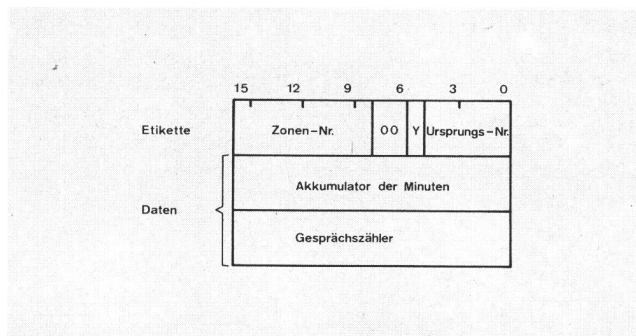 15 12 9 6 3 0
Etikette Zonen-Nr. 00 Y Ursprungs-Nr.
Akkumulator der Minuten
Daten
Gesprächszähler